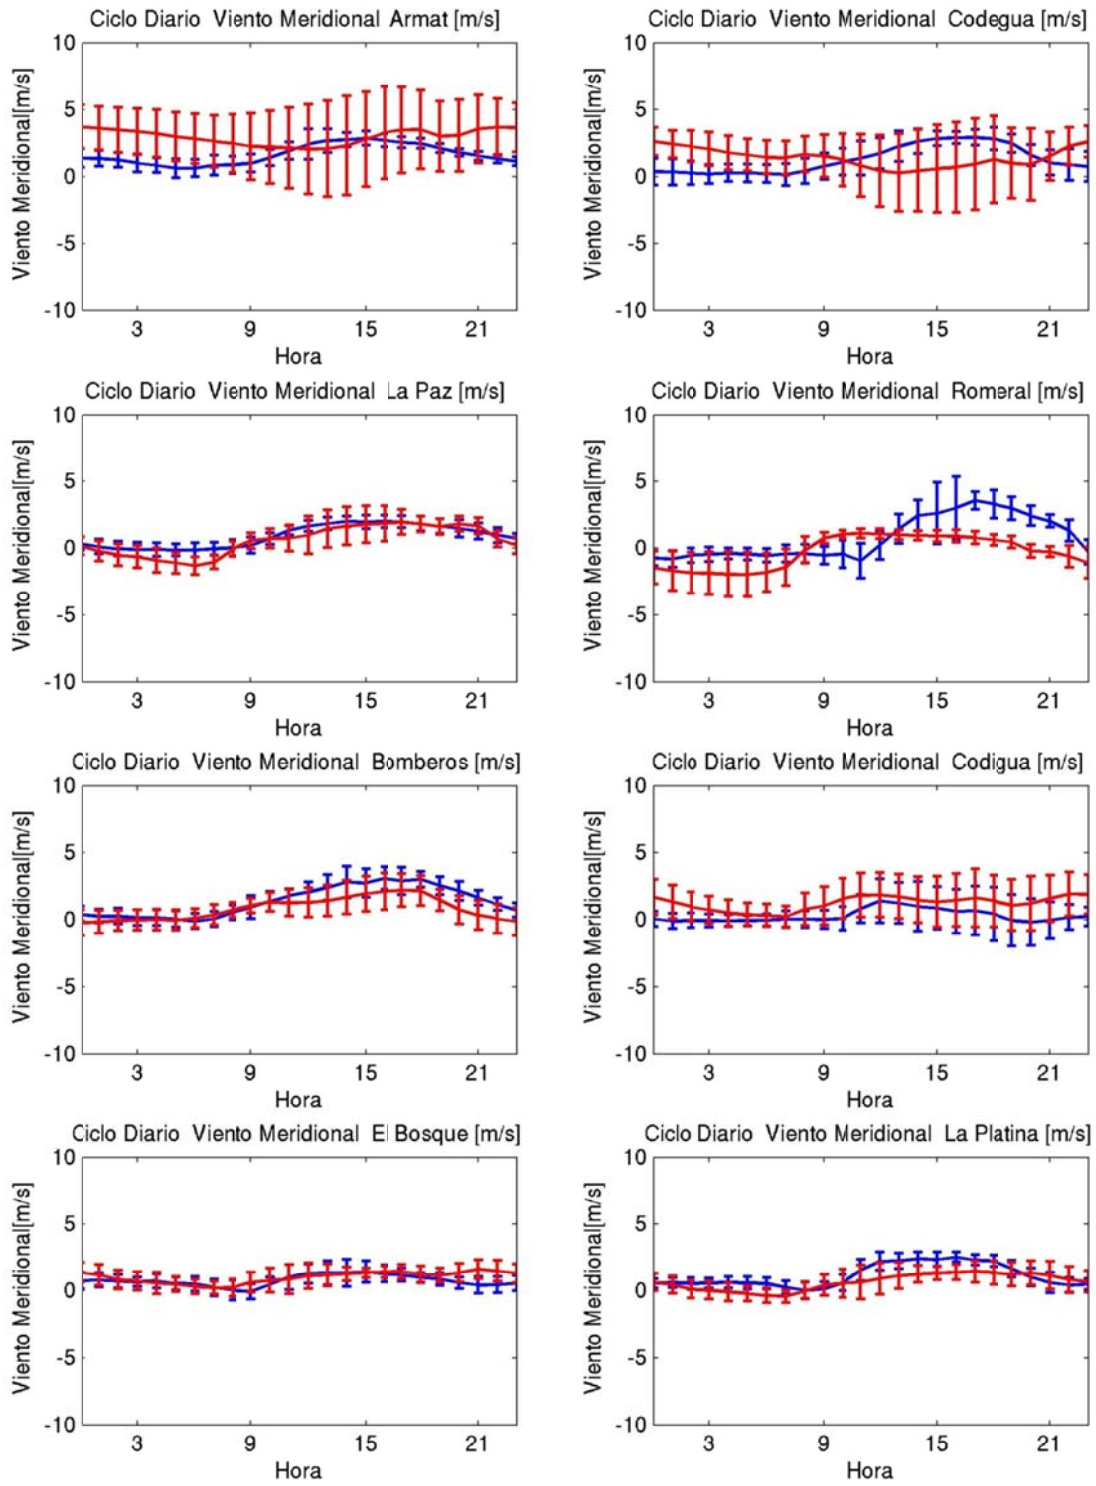 Ciclo Diario Viento Meridional Armat [m/s]
10
5
0
-5
-10
Viento Meridional[m/s]
3 9 15 21
Hora
Ciclo Diario Viento Meridional Codegua [m/s]
10
5
0
-5
-10
Viento Meridional[m/s]
3 9 15 21
Hora
Ciclo Diario Viento Meridional La Paz [m/s]
10
5
0
-5
-10
Viento Meridional[m/s]
3 9 15 21
Hora
Ciclo Diario Viento Meridional Romeral [m/s]
10
5
0
-5
-10
Viento Meridional[m/s]
3 9 15 21
Hora
Ciclo Diario Viento Meridional Bomberos [m/s]
10
5
0
-5
-10
Viento Meridional[m/s]
3 9 15 21
Hora
Ciclo Diario Viento Meridional Codigua [m/s]
10
5
0
-5
-10
Viento Meridional[m/s]
3 9 15 21
Hora
Ciclo Diario Viento Meridional El Bosque [m/s]
10
5
0
-5
-10
Viento Meridional[m/s]
3 9 15 21
Hora
Ciclo Diario Viento Meridional La Platina [m/s]
10
5
0
-5
-10
Viento Meridional[m/s]
3 9 15 21
Hora